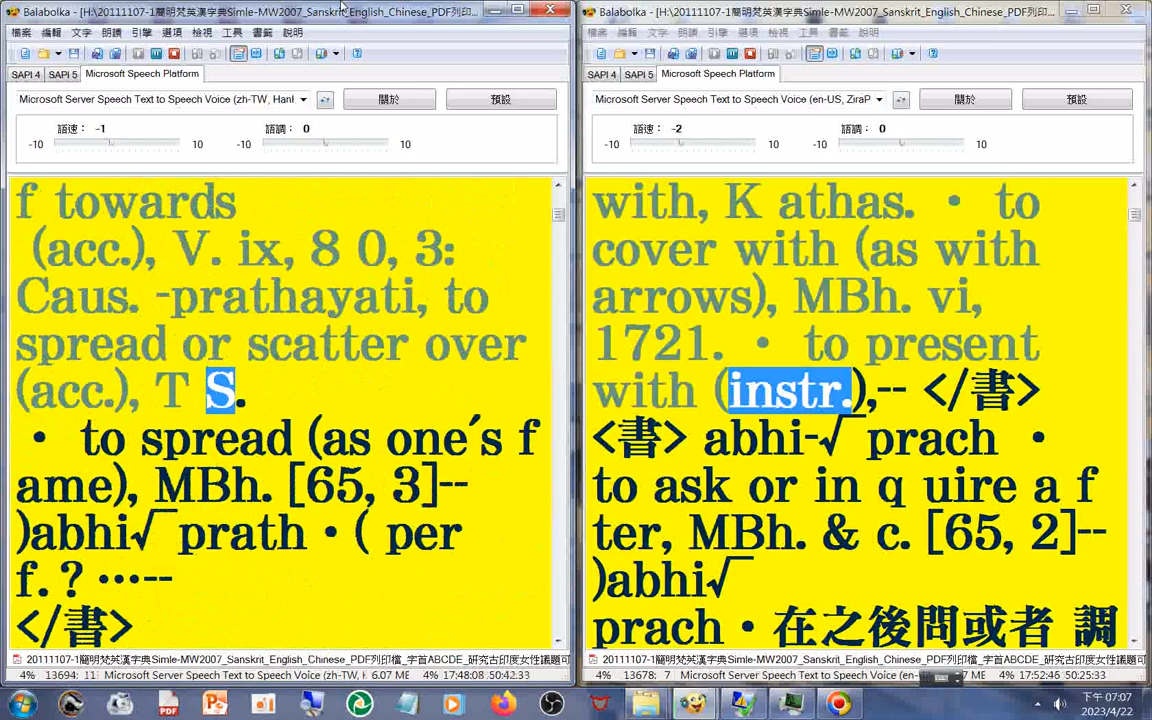 Balabolka - [H:\20111107-1簡明梵英漢字典Simle-MW2007_Sanskrit_English_Chinese_PDF列印...
檔案 編輯 文字 朗讀 引擎 選項 檢視 工具 書籤 說明
SAPI 4 SAPI 5 Microsoft Speech Platform
Microsoft Server Speech Text to Speech Voice (zh-TW, HanI
關於 預設
語速： -1 語調： 0
-10 10 -10 10
f towards
(acc.), V. ix, 8 0, 3:
Caus. -prathayati, to
spread or scatter over
(acc.), T S.
• to spread (as one´s f
ame), MBh. [65, 3]--
)abhi√ prath•( per
f.? …--
</書>
20111107-1簡明梵英漢字典Simle-MW2007_Sanskrit_English_Chinese_PDF列印檔_字首ABCDE_研究古印度女性議題可
4% 13694: 11 Microsoft Server Speech Text to Speech Voice (zh-TW, H 6.07 MB 4% 17:48:08 50:42:33
Balabolka - [H:\20111107-1簡明梵英漢字典Simle-MW2007_Sanskrit_English_Chinese_PDF列印...
檔案 編輯 文字 朗讀 引擎 選項 檢視 工具 書籤 說明
SAPI 4 SAPI 5 Microsoft Speech Platform
Microsoft Server Speech Text to Speech Voice (en-US, ZiraP
關於 預設
語速： -2 語調： 0
-10 10 -10 10
with, K athas. • to
cover with (as with
arrows), MBh. vi,
1721. • to present
with (instr.),-- </書>
<書> abhi-√ prach •
to ask or in q uire a f
ter, MBh. & c. [65, 2]--
)abhi√
prach•在之後問或者 調
20111107-1簡明梵英漢字典Simle-MW2007_Sanskrit_English_Chinese_PDF列印檔_字首ABCDE_研究古印度女性議題可
4% 13678: 7 Microsoft Server Speech Text to Speech Voice (en- 4% 17:52:46 50:25:33
下午 07:07
2023/4/22